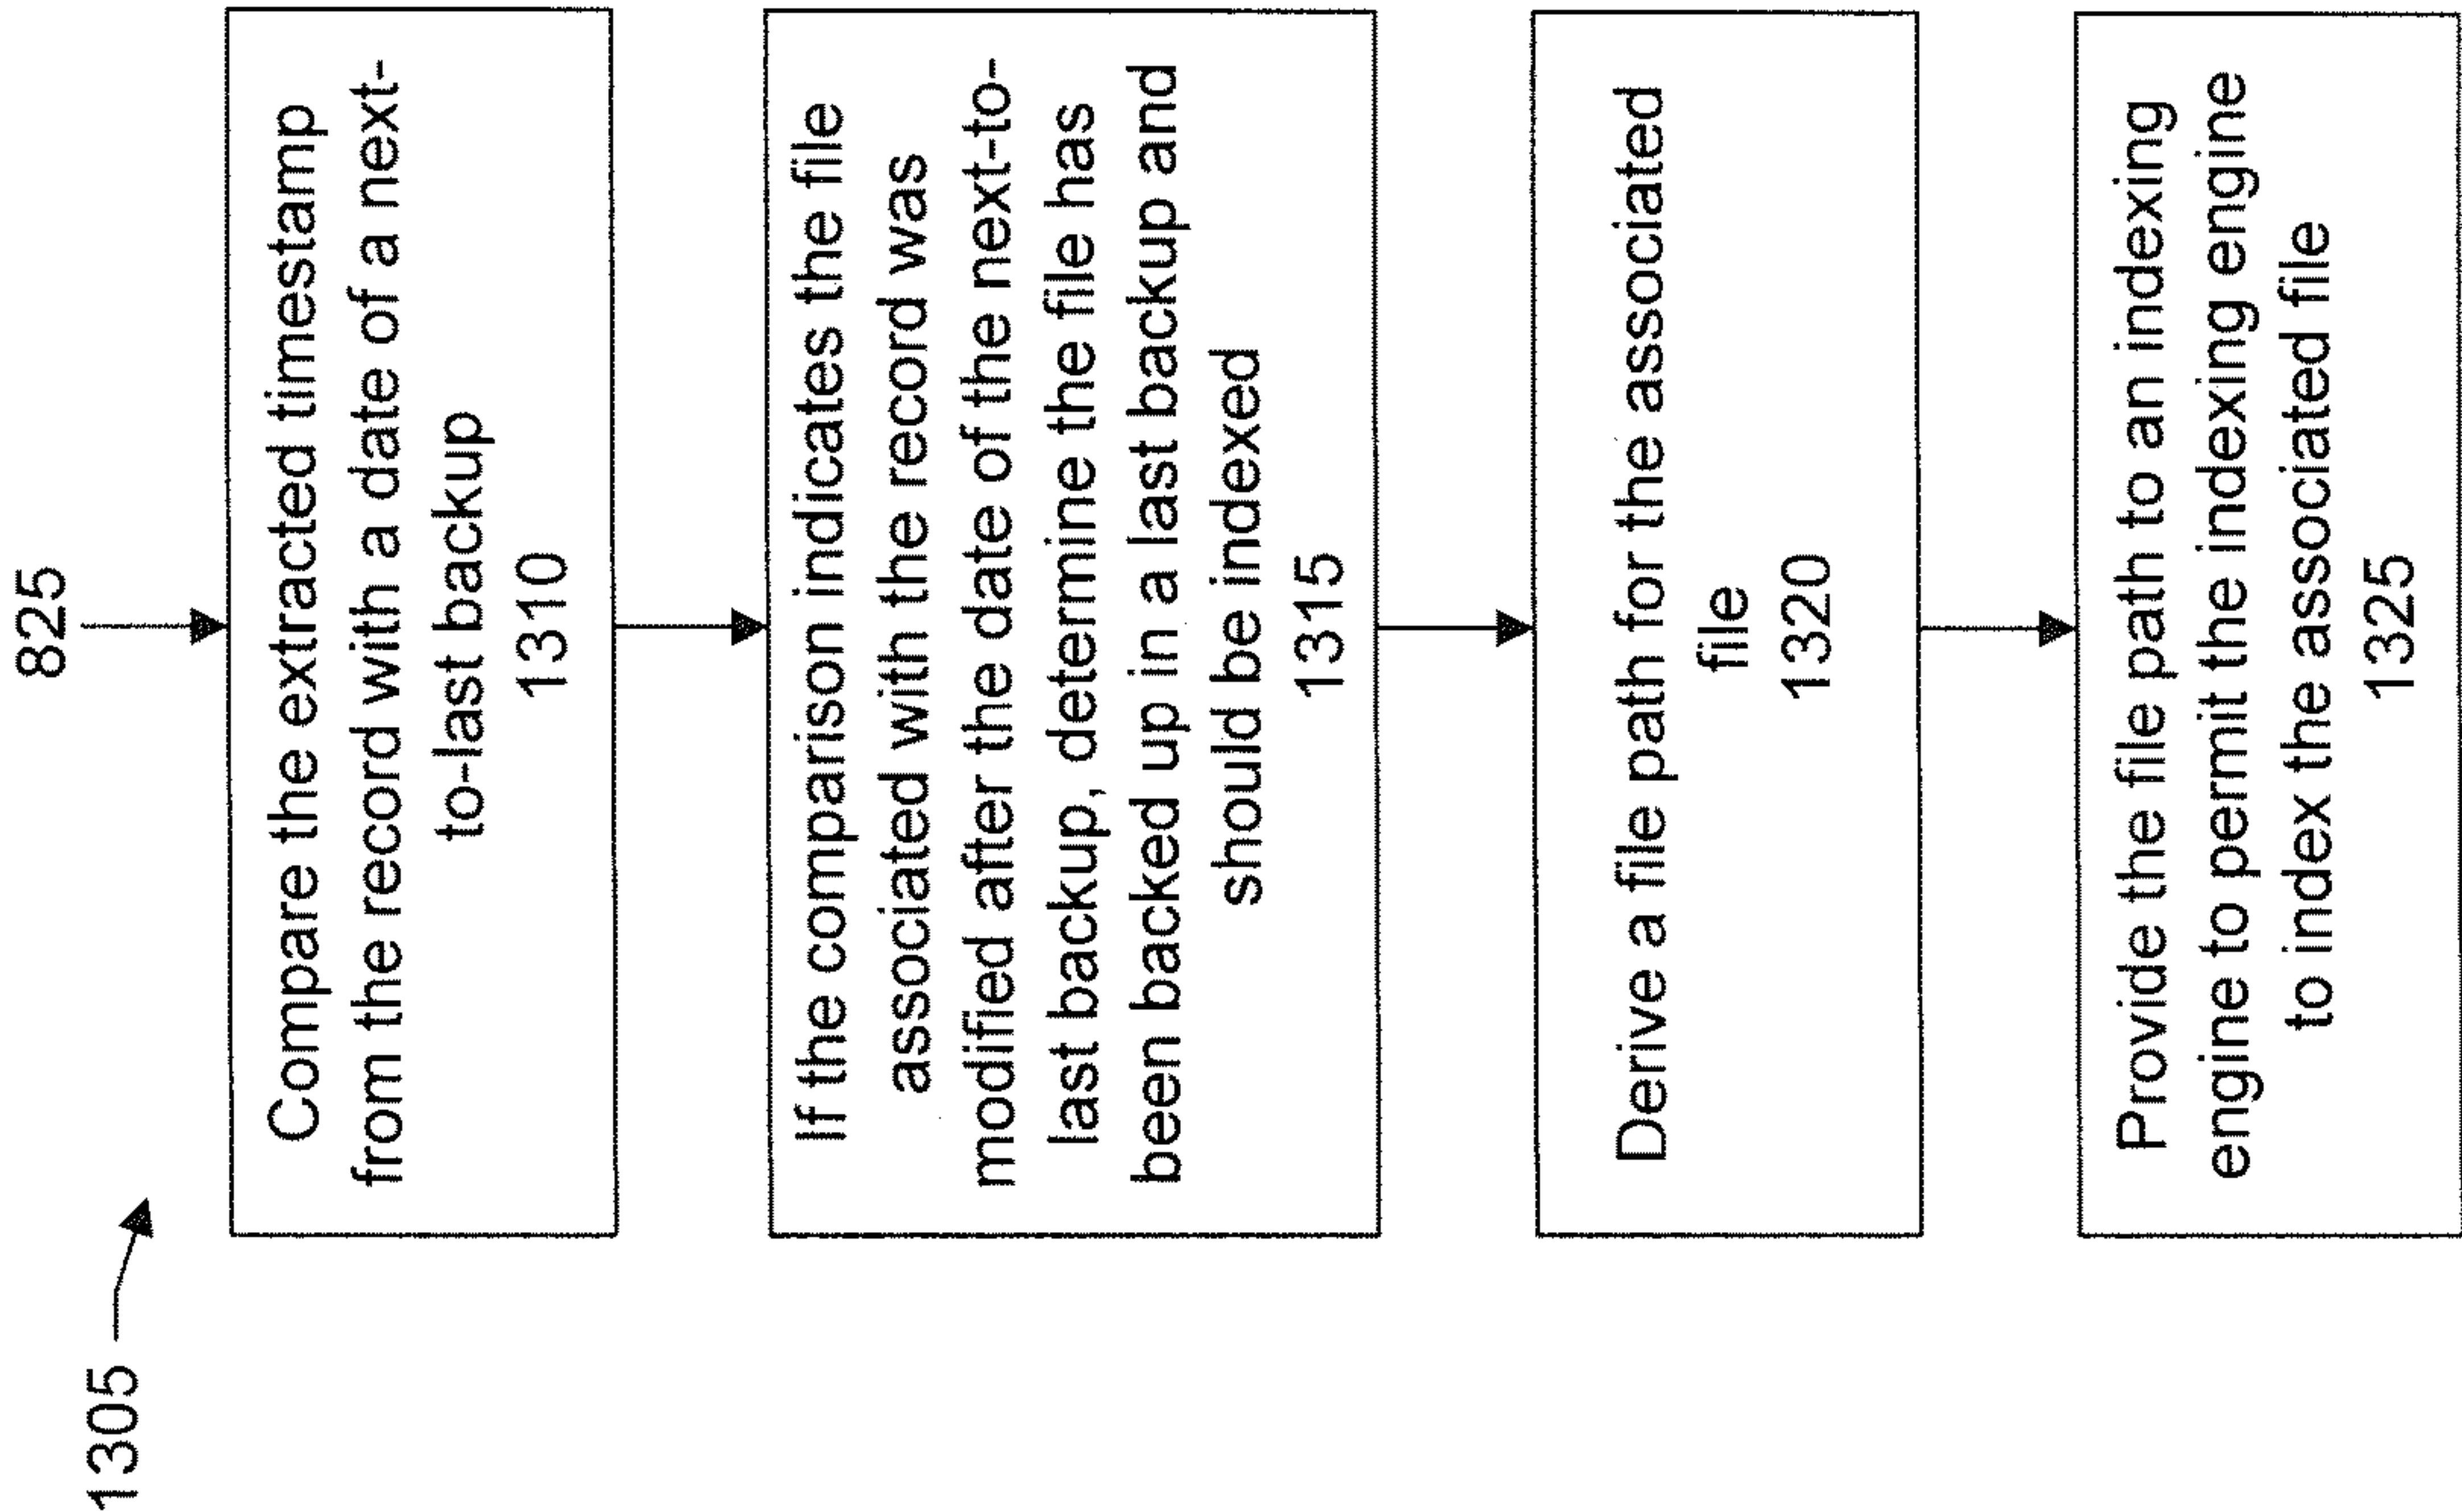 825
1305
Compare the extracted timestamp
from the record with a date of a next-
to-last backup
1310
If the comparison indicates the file
associated with the record was
modified after the date of the next-to-
last backup, determine the file has
been backed up in a last backup and
should be indexed
1315
Derive a file path for the associated
file
1320
Provide the file path to an indexing
engine to permit the indexing engine
to index the associated file
1325